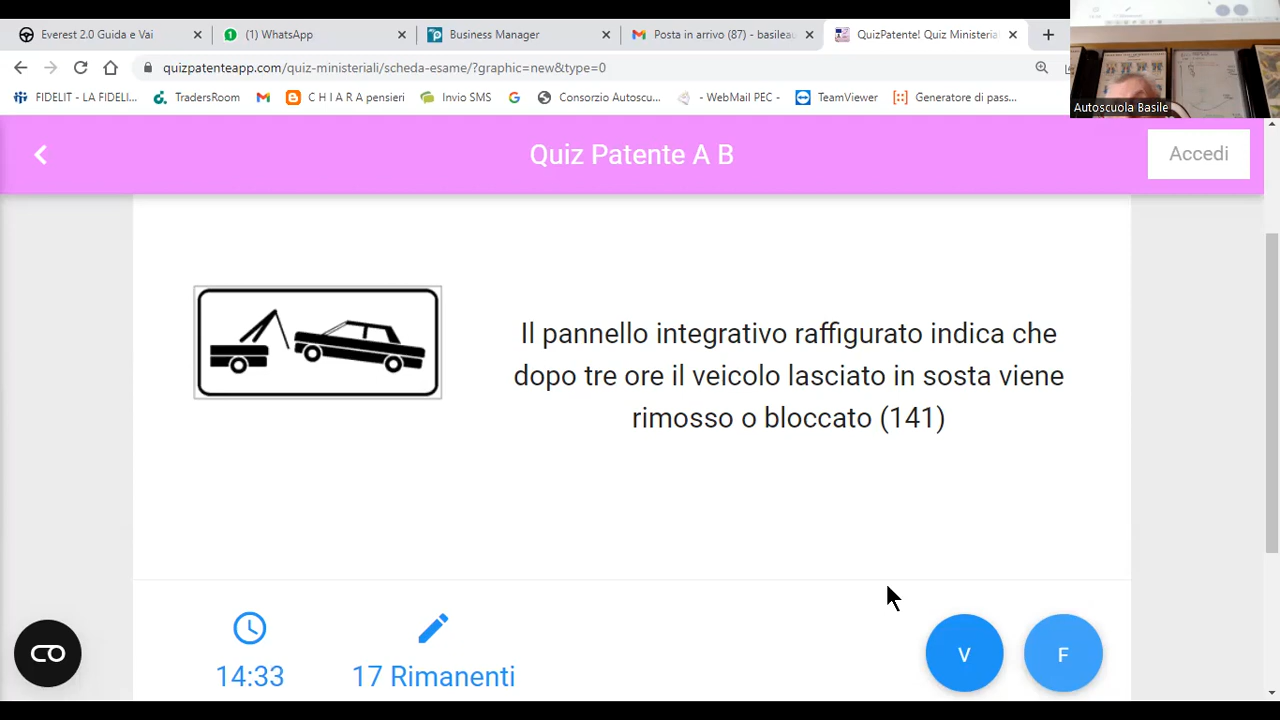 Everest 2.0 Guida e Vai
(1) WhatsApp
Business Manager
Posta in arrivo (87) - basileau
QuizPatente! Quiz Ministeria
quizpatenteapp.com/quiz-ministeriali/scheda-esame/?graphic=new&type=0
FIDELIT - LA FIDELI...
TradersRoom
C H I A R A pensieri
Invio SMS
Consorzio Autoscu...
- WebMail PEC -
TeamViewer
Generatore di pass...
Autoscuola Basile
Quiz Patente A B
Accedi
Il pannello integrativo raffigurato indica che
dopo tre ore il veicolo lasciato in sosta viene
rimosso o bloccato (141)
14:33
17 Rimanenti
V
F